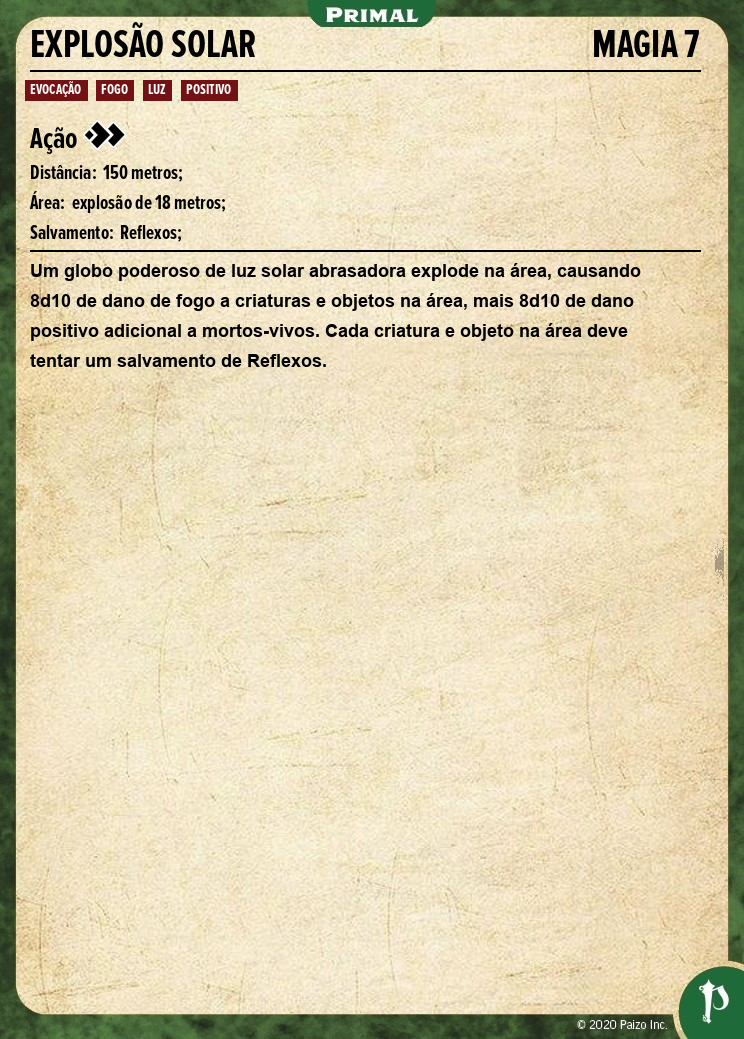 PRIMAL
EXPLOSÃO SOLAR MAGIA 7
EVOCAÇÃO FOGO LUZ POSITIVO
Ação
Distância: 150 metros;
Área: explosão de 18 metros;
Salvamento: Reflexos;
Um globo poderoso de luz solar abrasadora explode na área, causando
8d10 de dano de fogo a criaturas e objetos na área, mais 8d10 de dano
positivo adicional a mortos-vivos. Cada criatura e objeto na área deve
tentar um salvamento de Reflexos.
© 2020 Paizo Inc.
P